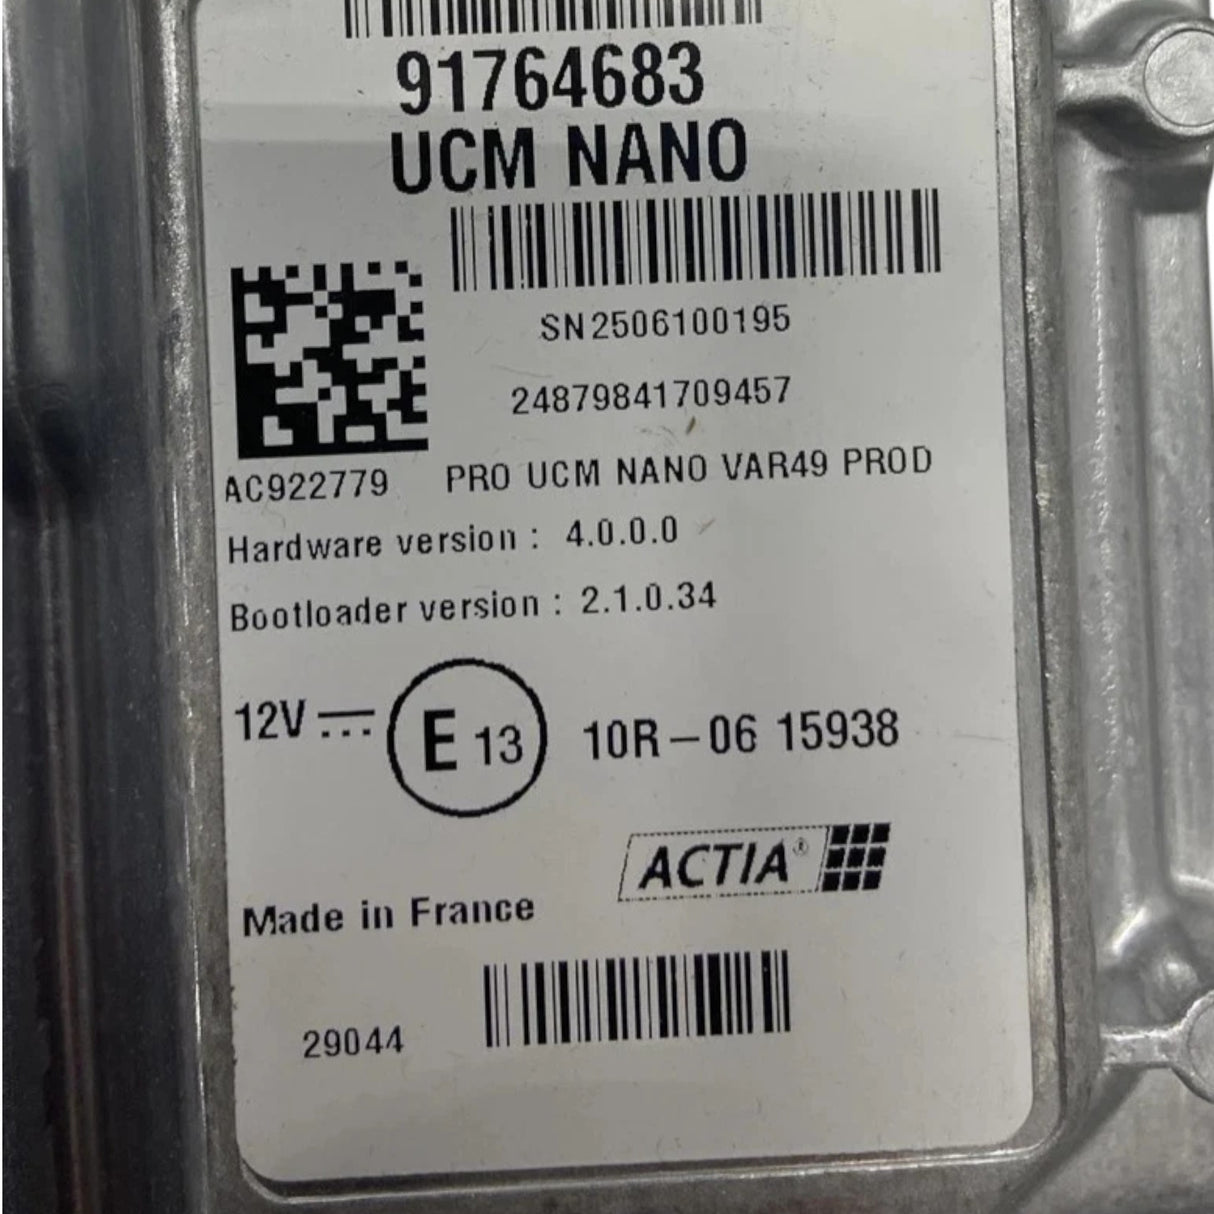 91764683
UCM NANO
SN2506100195
24879841709457
AC922779 PRO UCM NANO VAR49 PROD
Hardware version : 4.0.0.0
Bootloader version : 2.1.0.34
12V E 13 10R-06 15938
ACTIA®
Made in France
29044